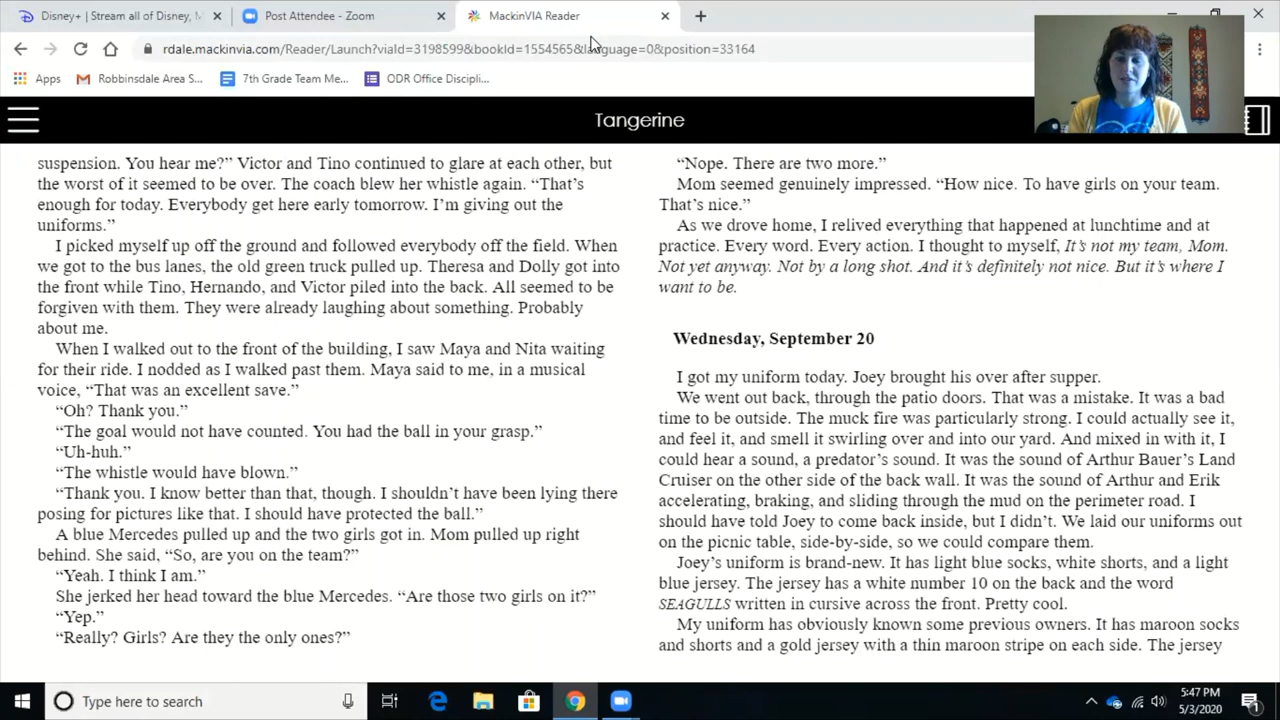 Disney+ | Stream all of Disney, M
Post Attendee - Zoom
MackinVIA Reader
rdale.mackinvia.com/Reader/Launch?viaId=3198599&bookId=1554565&language=0&position=33164
Apps
Robbinsdale Area S...
7th Grade Team Me...
ODR Office Discipli...
Tangerine
suspension. You hear me?” Victor and Tino continued to glare at each other, but
the worst of it seemed to be over. The coach blew her whistle again. “That’s
enough for today. Everybody get here early tomorrow. I’m giving out the
uniforms.”
I picked myself up off the ground and followed everybody off the field. When
we got to the bus lanes, the old green truck pulled up. Theresa and Dolly got into
the front while Tino, Hernando, and Victor piled into the back. All seemed to be
forgiven with them. They were already laughing about something. Probably
about me.
When I walked out to the front of the building, I saw Maya and Nita waiting
for their ride. I nodded as I walked past them. Maya said to me, in a musical
voice, “That was an excellent save.”
“Oh? Thank you.”
“The goal would not have counted. You had the ball in your grasp.”
“Uh-huh.”
“The whistle would have blown.”
“Thank you. I know better than that, though. I shouldn’t have been lying there
posing for pictures like that. I should have protected the ball.”
A blue Mercedes pulled up and the two girls got in. Mom pulled up right
behind. She said, “So, are you on the team?”
“Yeah. I think I am.”
She jerked her head toward the blue Mercedes. “Are those two girls on it?”
“Yep.”
“Really? Girls? Are they the only ones?”
“Nope. There are two more.”
Mom seemed genuinely impressed. “How nice. To have girls on your team.
That’s nice.”
As we drove home, I relived everything that happened at lunchtime and at
practice. Every word. Every action. I thought to myself, It’s not my team, Mom.
Not yet anyway. Not by a long shot. And it’s definitely not nice. But it’s where I
want to be.
Wednesday, September 20
I got my uniform today. Joey brought his over after supper.
We went out back, through the patio doors. That was a mistake. It was a bad
time to be outside. The muck fire was particularly strong. I could actually see it,
and feel it, and smell it swirling over and into our yard. And mixed in with it, I
could hear a sound, a predator’s sound. It was the sound of Arthur Bauer’s Land
Cruiser on the other side of the back wall. It was the sound of Arthur and Erik
accelerating, braking, and sliding through the mud on the perimeter road. I
should have told Joey to come back inside, but I didn’t. We laid our uniforms out
on the picnic table, side-by-side, so we could compare them.
Joey’s uniform is brand-new. It has light blue socks, white shorts, and a light
blue jersey. The jersey has a white number 10 on the back and the word
SEAGULLS written in cursive across the front. Pretty cool.
My uniform has obviously known some previous owners. It has maroon socks
and shorts and a gold jersey with a thin maroon stripe on each side. The jersey
Type here to search
5:47 PM
5/3/2020
1